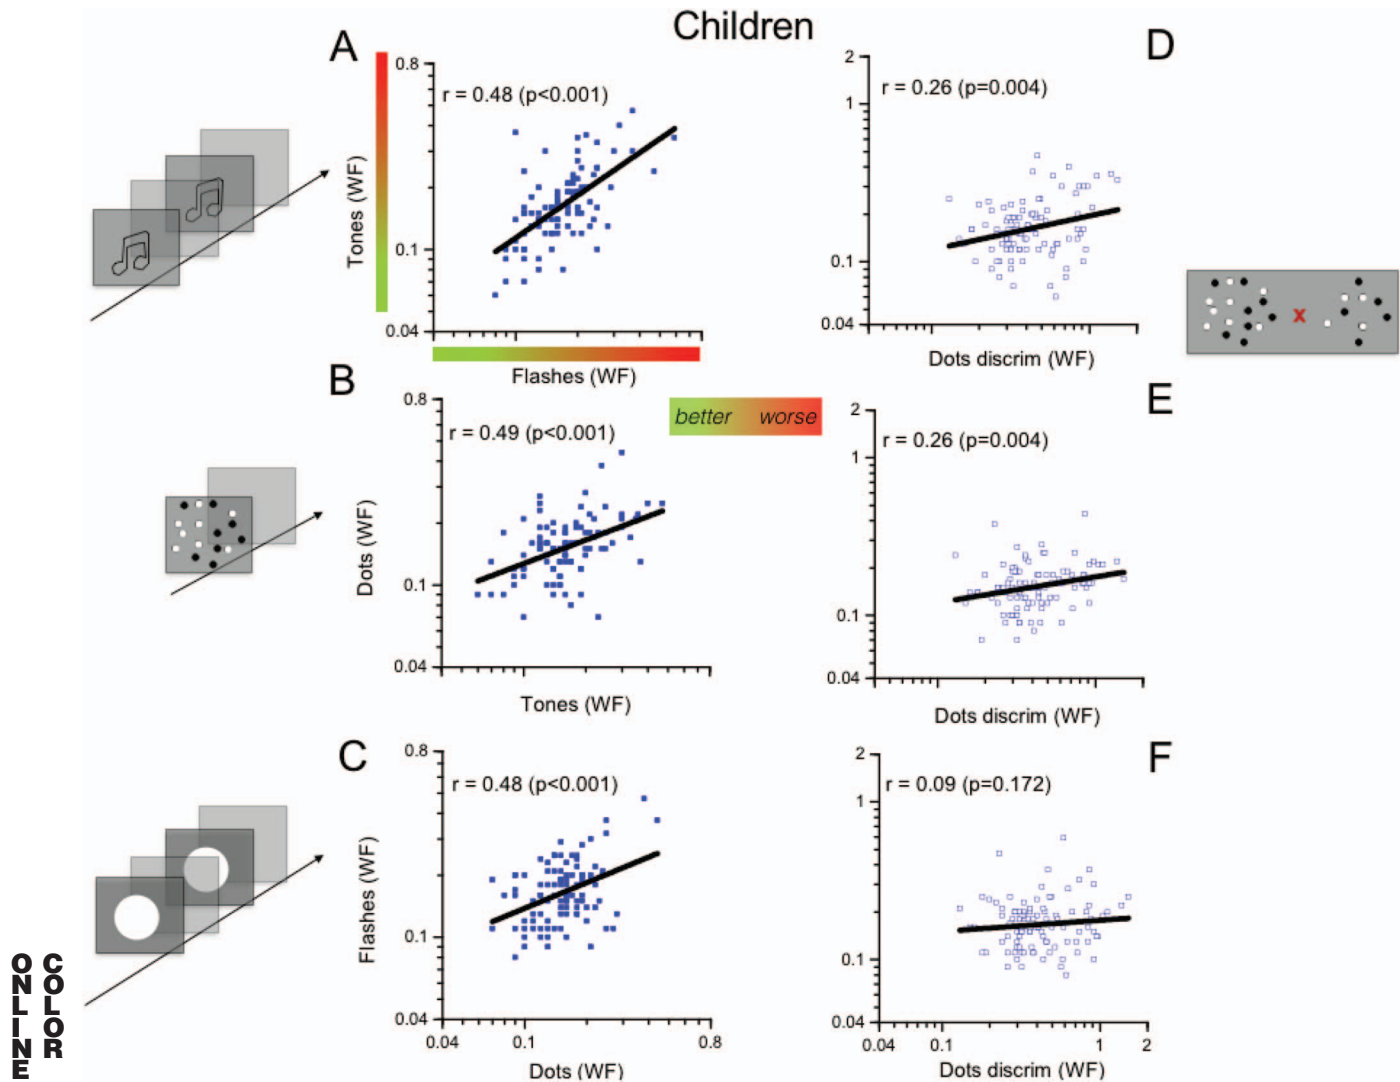 Children
A
0.8
r = 0.48 (p<0.001)
Tones (WF)
0.1
0.04
Flashes (WF)
D
2
r = 0.26 (p=0.004)
1
0.1
0.04
Dots discrim (WF)
X
B
0.8
r = 0.49 (p<0.001)
better worse
Dots (WF)
0.1
0.04
Tones (WF)
E
2
r = 0.26 (p=0.004)
1
0.1
0.04
Dots discrim (WF)
C
0.8
r = 0.48 (p<0.001)
Flashes (WF)
0.1
0.04
0.04 0.1 0.8
Dots (WF)
F
2
r = 0.09 (p=0.172)
1
0.1
0.04
0.04 0.1 1 2
Dots discrim (WF)
COLOR
ONLINE